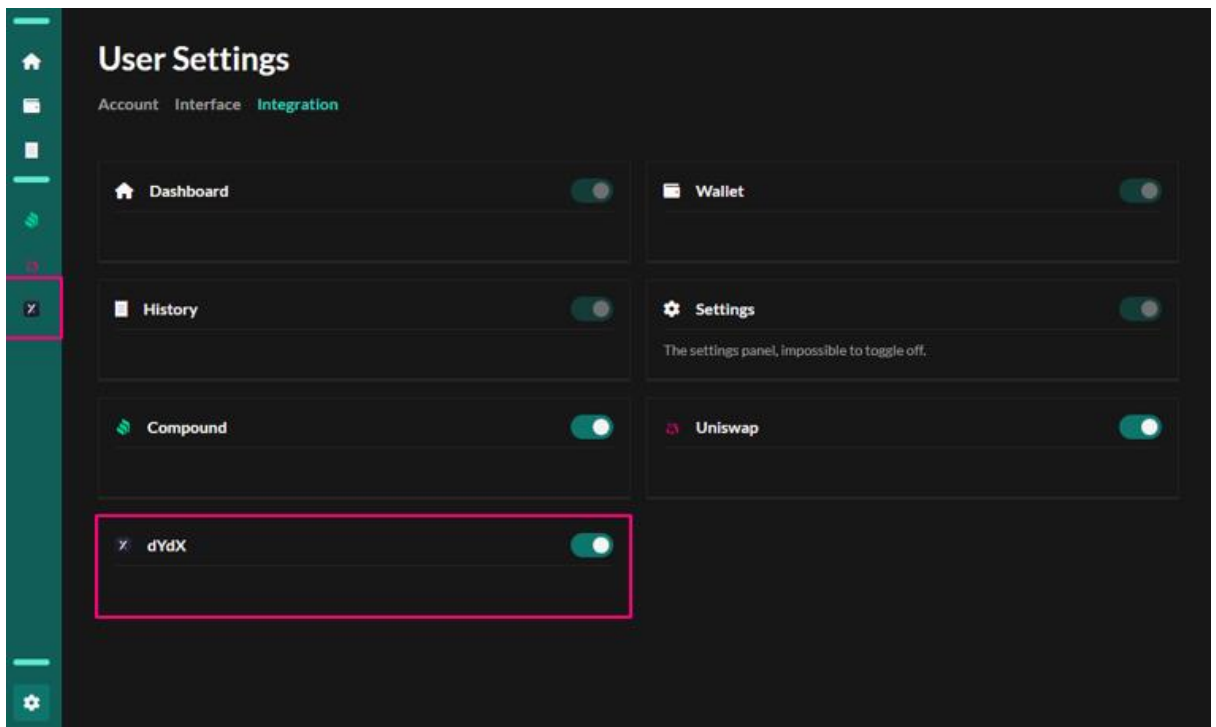 User Settings
Account Interface Integration
Dashboard
Wallet
History
Settings
The settings panel, impossible to toggle off.
Compound
Uniswap
dYdX